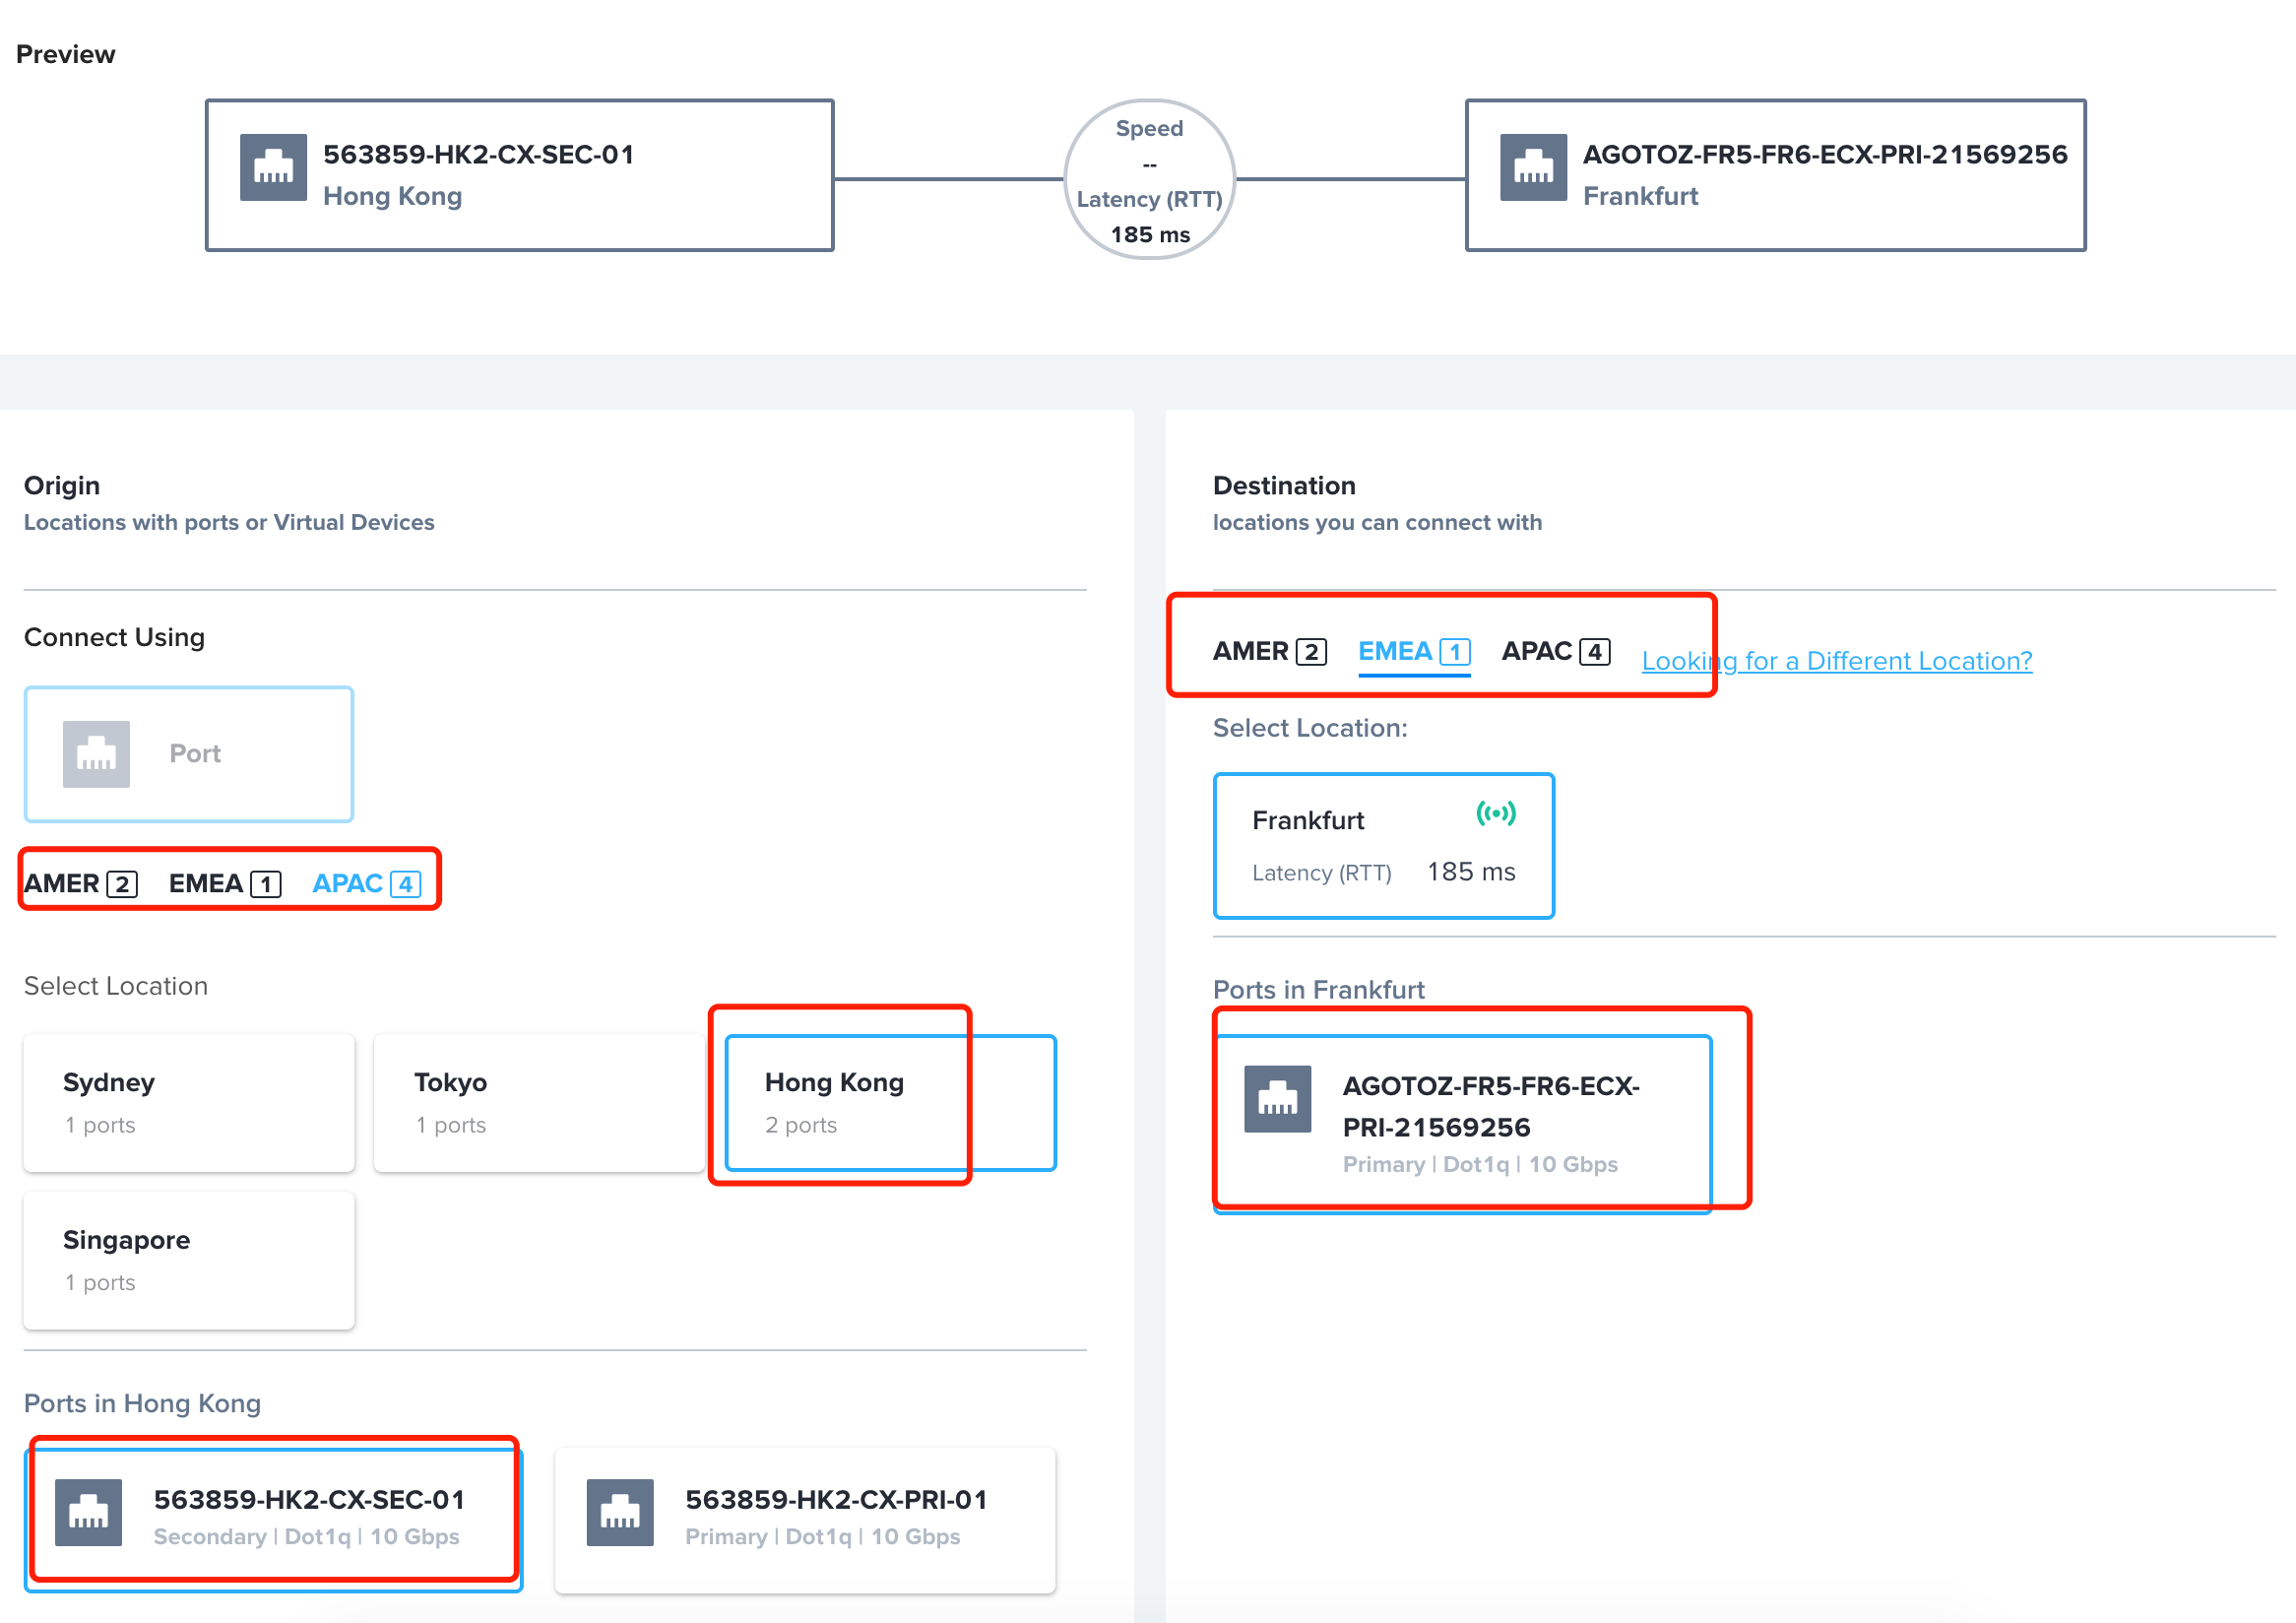 Preview
563859-HK2-CX-SEC-01
Hong Kong
Speed
--
Latency (RTT)
185 ms
AGOTOZ-FR5-FR6-ECX-PRI-21569256
Frankfurt
Origin
Locations with ports or Virtual Devices
Connect Using
Port
AMER 2 EMEA 1 APAC 4
Select Location
Sydney
1 ports
Tokyo
1 ports
Hong Kong
2 ports
Singapore
1 ports
Ports in Hong Kong
563859-HK2-CX-SEC-01
Secondary | Dot1q | 10 Gbps
563859-HK2-CX-PRI-01
Primary | Dot1q | 10 Gbps
Destination
locations you can connect with
AMER 2 EMEA 1 APAC 4 Looking for a Different Location?
Select Location:
Frankfurt
Latency (RTT) 185 ms
Ports in Frankfurt
AGOTOZ-FR5-FR6-ECX-
PRI-21569256
Primary | Dot1q | 10 Gbps